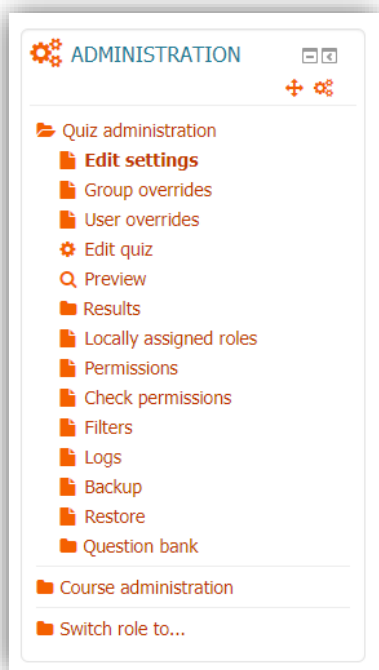 ADMINISTRATION
Quiz administration
Edit settings
Group overrides
User overrides
Edit quiz
Preview
Results
Locally assigned roles
Permissions
Check permissions
Filters
Logs
Backup
Restore
Question bank
Course administration
Switch role to...